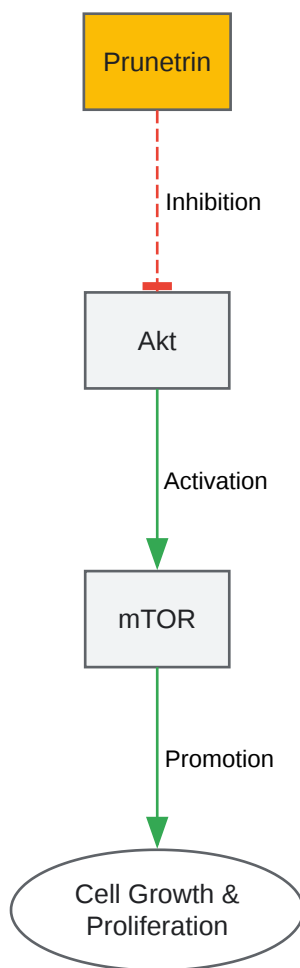 Prunetrin
Inhibition
Akt
Activation
mTOR
Promotion
Cell Growth &
Proliferation